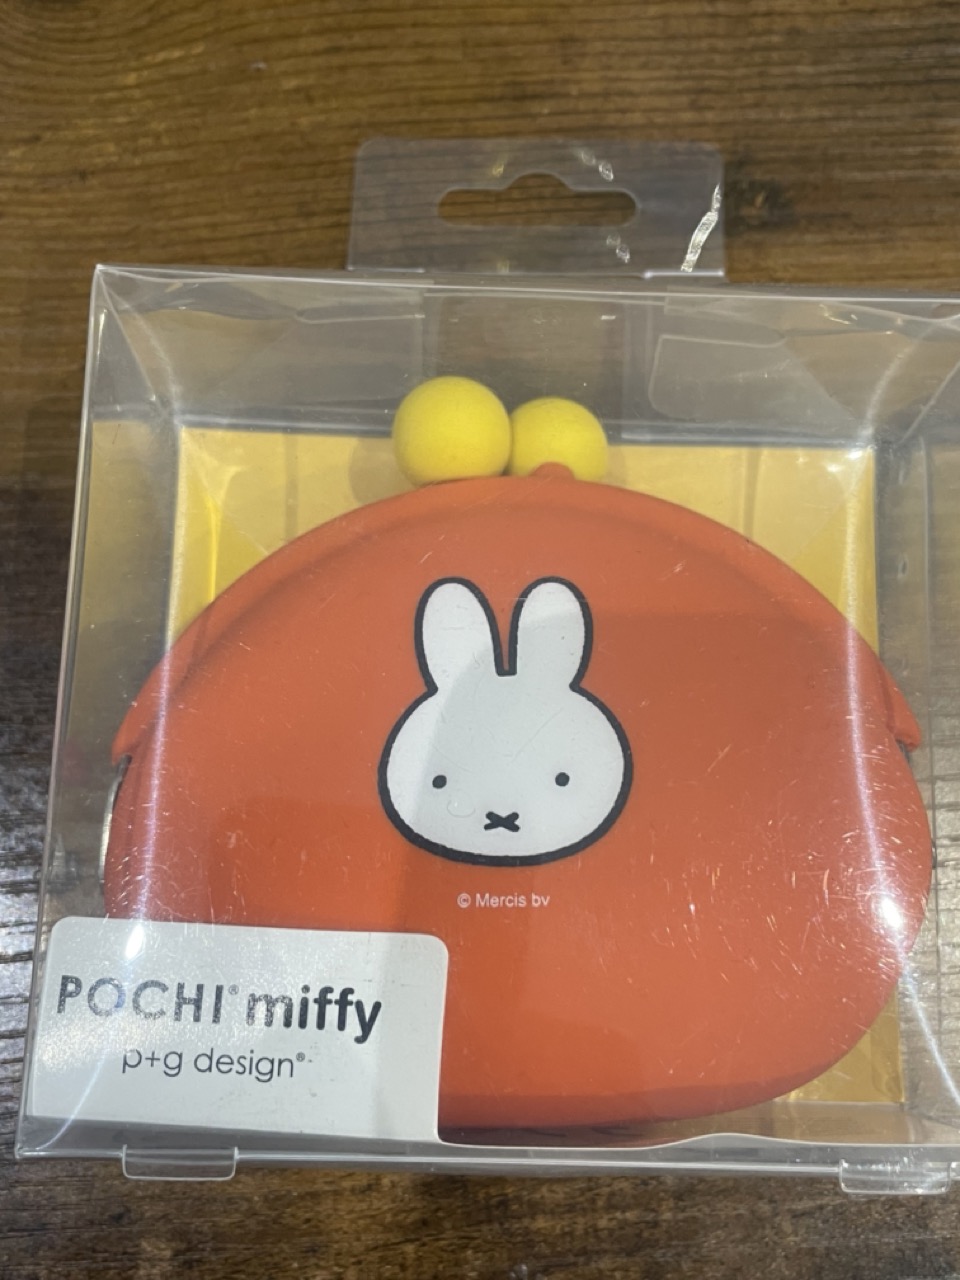 © Mercis bv
POCHI® miffy
p+g design®